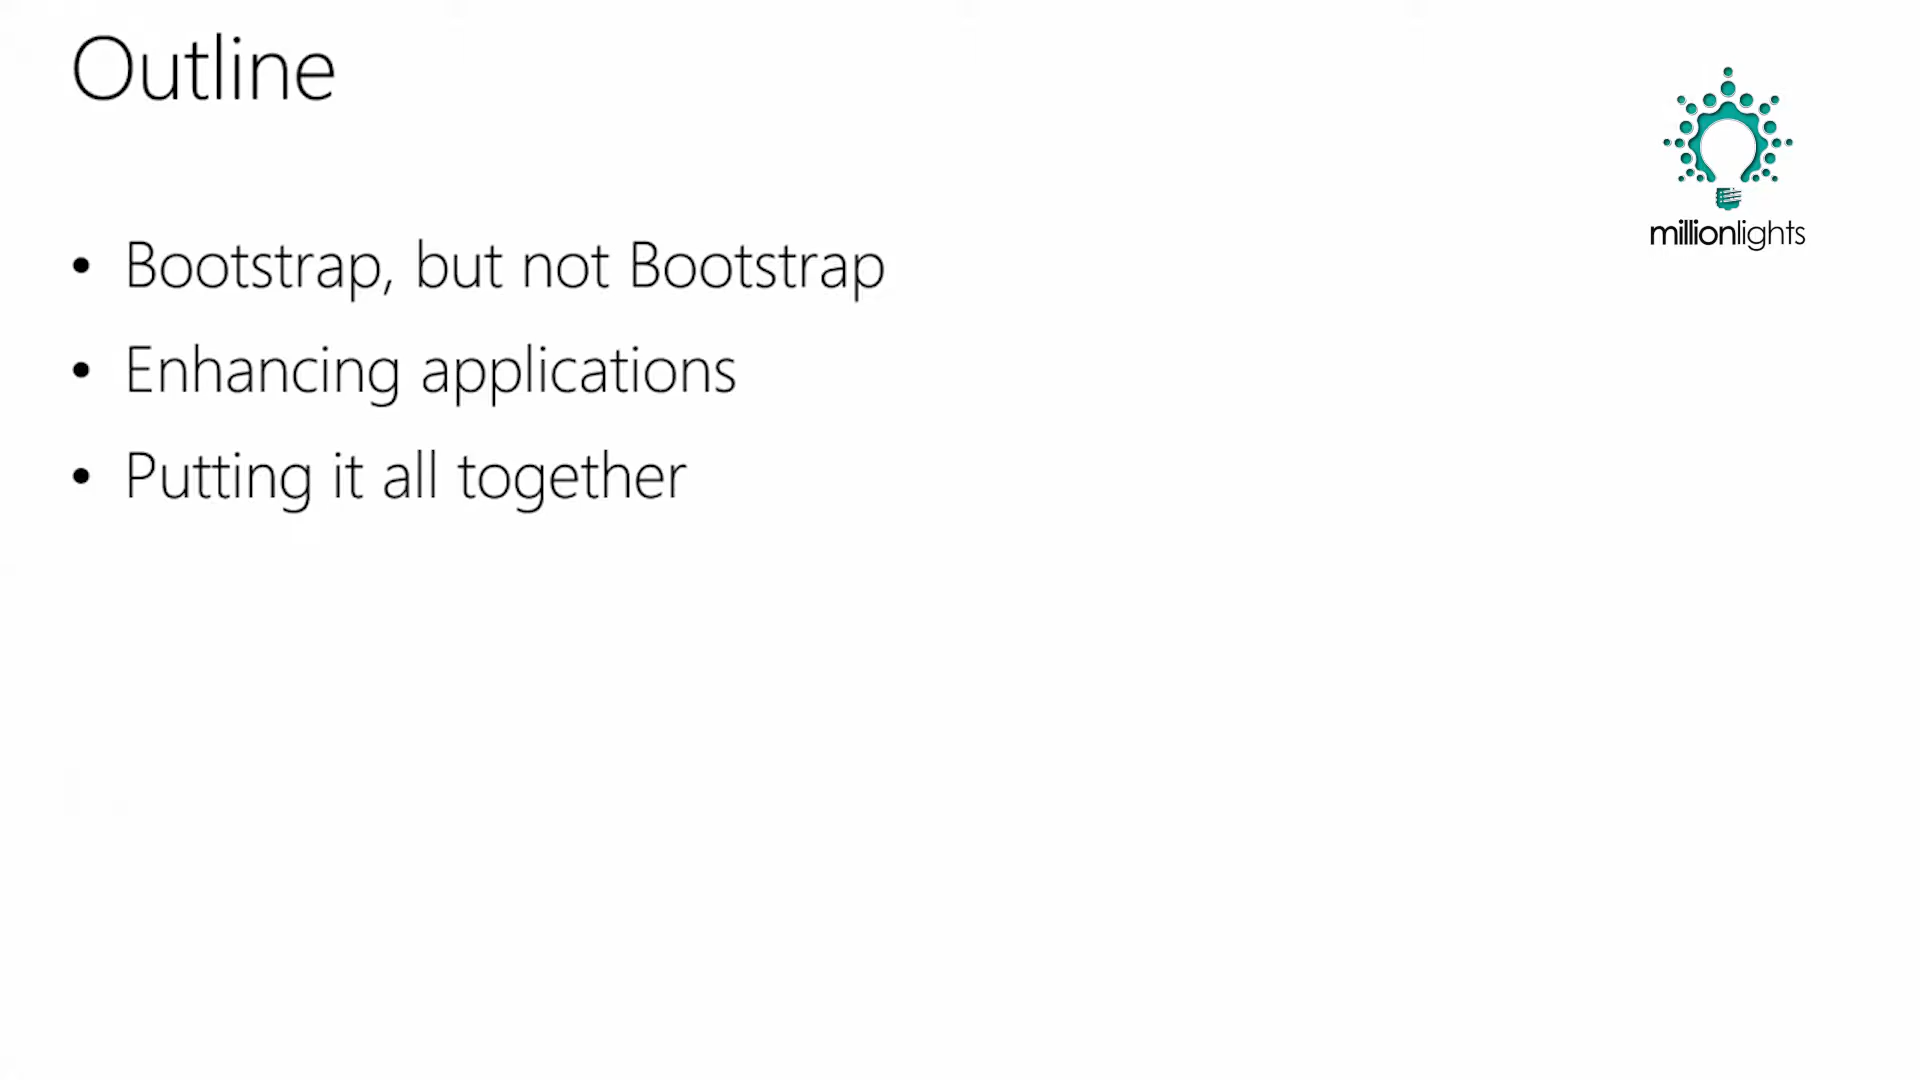 Outline
millionlights
• Bootstrap, but not Bootstrap
• Enhancing applications
• Putting it all together